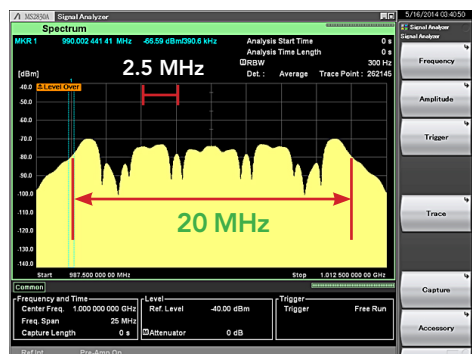 MS2830A Signal Analyzer
5/16/2014 03:40:50
Spectrum
Signal Analyzer
Signal Analyzer
MKR 1 990.002 441 41 MHz -66.59 dBm/390.6 kHz
Analysis Start Time 0 s
Analysis Time Length 0 s
RBW 300 Hz
[dBm]
Det.: Average Trace Point: 262145
2.5 MHz
Frequency
Amplitude
Trigger
Trace
Capture
Accessory
1
-40.0
Level Over
-50.0
-60.0
-70.0
-80.0
-90.0
-100.0
-110.0
-120.0
-130.0
-140.0
20 MHz
Start 987.500 000 00 MHz
Stop 1.012 500 000 00 GHz
Common
Frequency and Time
Center Freq. 1.000 000 000 GHz
Freq. Span 25 MHz
Capture Length 0 s
Level
Ref. Level -40.00 dBm
Attenuator 0 dB
Trigger
Trigger Free Run
Ref.Int Pre-Amp On